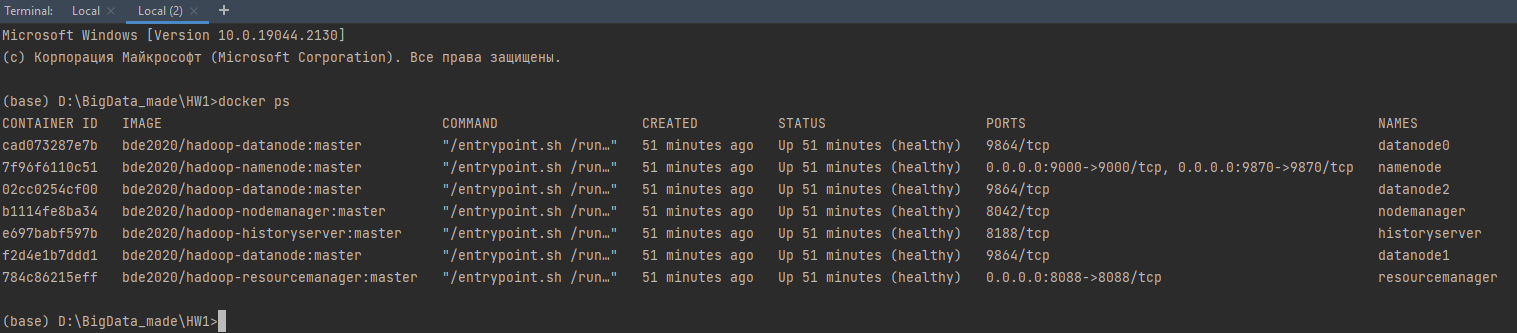 Terminal: Local × Local (2) × +
Microsoft Windows [Version 10.0.19044.2130]
(c) Корпорация Майкрософт (Microsoft Corporation). Все права защищены.
(base) D:\BigData_made\HW1>docker ps
CONTAINER ID IMAGE COMMAND CREATED STATUS PORTS NAMES
cad073287e7b bde2020/hadoop-datanode:master "/entrypoint.sh /run…" 51 minutes ago Up 51 minutes (healthy) 9864/tcp datanode0
7f96f6110c51 bde2020/hadoop-namenode:master "/entrypoint.sh /run…" 51 minutes ago Up 51 minutes (healthy) 0.0.0.0:9000->9000/tcp, 0.0.0.0:9870->9870/tcp namenode
02cc0254cf00 bde2020/hadoop-datanode:master "/entrypoint.sh /run…" 51 minutes ago Up 51 minutes (healthy) 9864/tcp datanode2
b1114fe8ba34 bde2020/hadoop-nodemanager:master "/entrypoint.sh /run…" 51 minutes ago Up 51 minutes (healthy) 8042/tcp nodemanager
e697babf597b bde2020/hadoop-historyserver:master "/entrypoint.sh /run…" 51 minutes ago Up 51 minutes (healthy) 8188/tcp historyserver
f2d4e1b7ddd1 bde2020/hadoop-datanode:master "/entrypoint.sh /run…" 51 minutes ago Up 51 minutes (healthy) 9864/tcp datanode1
784c86215eff bde2020/hadoop-resourcemanager:master "/entrypoint.sh /run…" 51 minutes ago Up 51 minutes (healthy) 0.0.0.0:8088->8088/tcp resourcemanager
(base) D:\BigData_made\HW1>